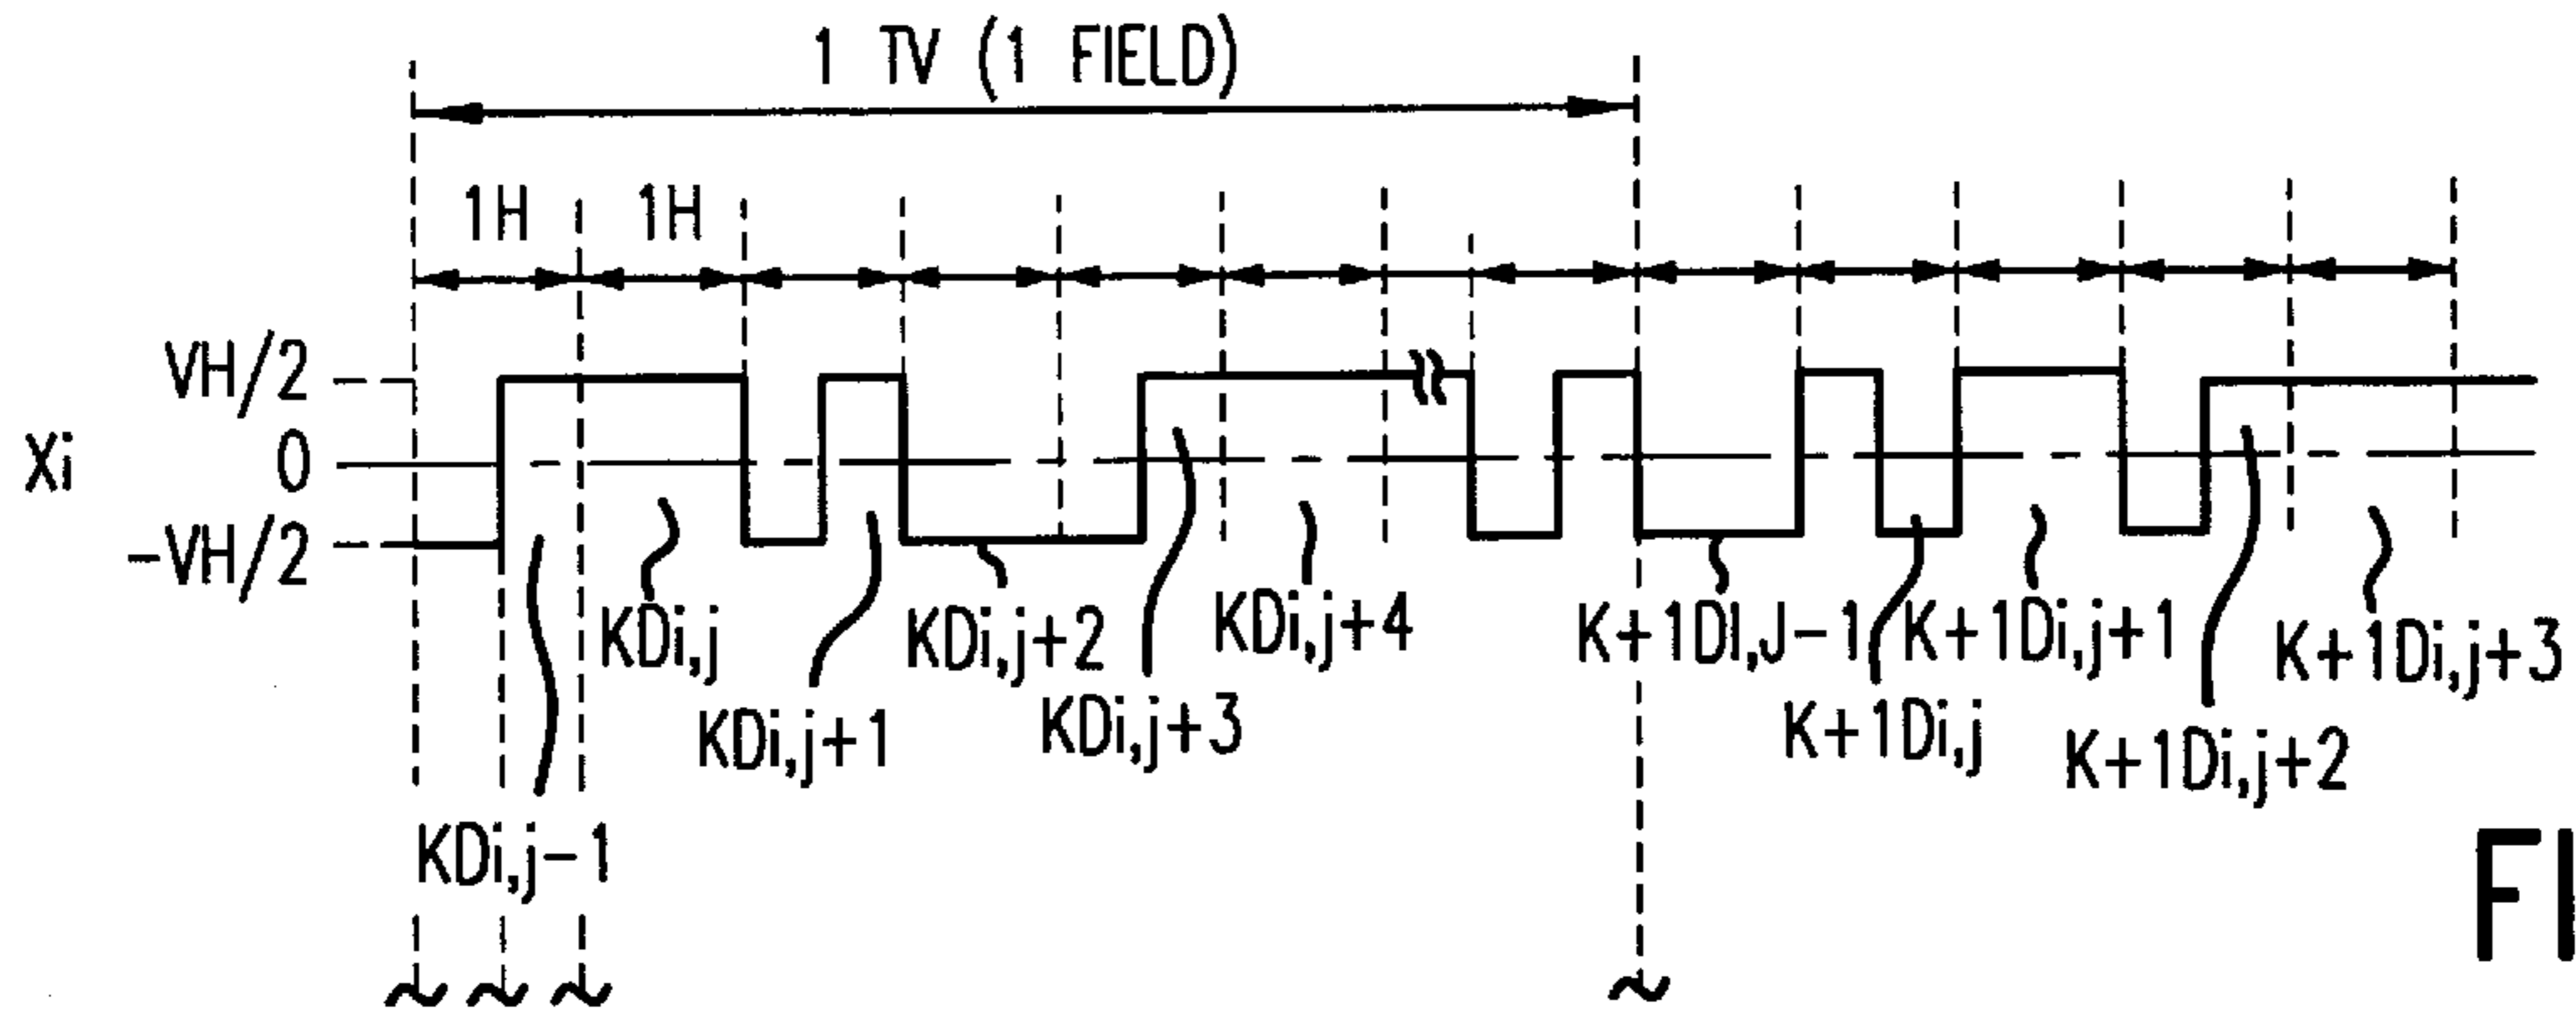 1 TV (1 FIELD)
1H 1H
VH/2
Xi 0
-VH/2
KDi,j KDi,j+2 KDi,j+4 K+1DI,J-1 K+1Di,j+1 K+1Di,j+3
KDi,j+1 KDi,j+3 K+1Di,j K+1Di,j+2
KDi,j-1
FI